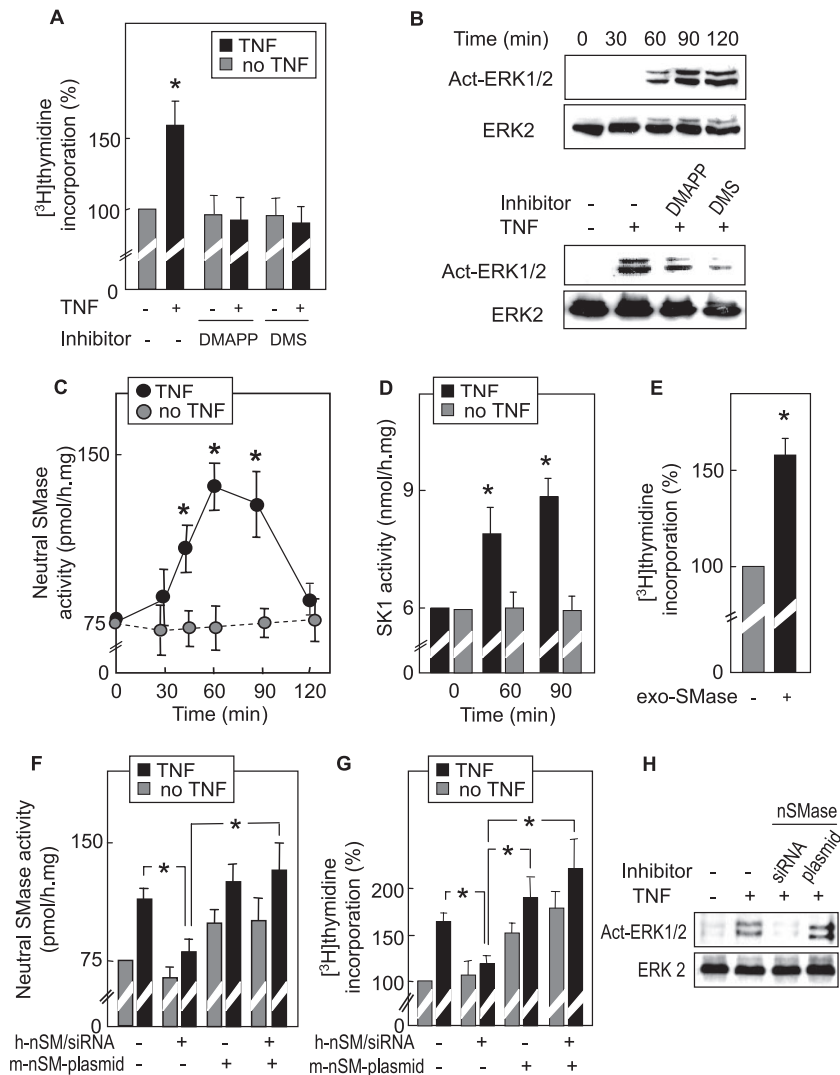 A
TNF
no TNF
[³H]thymidine
incorporation (%)
150
100
0
*
TNF - + - + - +
Inhibitor - - DMAPP DMS
B
Time (min) 0 30 60 90 120
Act-ERK1/2
ERK2
Inhibitor - - DMAPP DMS
TNF - + + +
Act-ERK1/2
ERK2
C
TNF
no TNF
Neutral SMase
activity (pmol/h.mg)
150
75
0
* * *
0 30 60 90 120
Time (min)
D
TNF
no TNF
SK1 activity (nmol/h.mg)
9
6
0
* *
0 60 90
Time (min)
E
[³H]thymidine
incorporation (%)
150
100
0
*
exo-SMase - +
F
TNF
no TNF
Neutral SMase activity
(pmol/h.mg)
150
75
0
* *
h-nSM/siRNA - + - +
m-nSM-plasmid - - + +
G
TNF
no TNF
[³H]thymidine
incorporation (%)
200
150
100
0
* * *
h-nSM/siRNA - + - +
m-nSM-plasmid - - + +
H
nSMase
Inhibitor - - siRNA plasmid
TNF - + + +
Act-ERK1/2
ERK 2